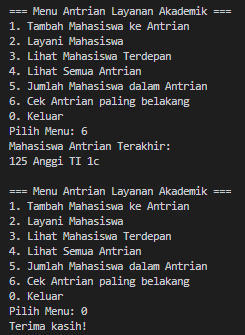 === Menu Antrian Layanan Akademik ===
1. Tambah Mahasiswa ke Antrian
2. Layani Mahasiswa
3. Lihat Mahasiswa Terdepan
4. Lihat Semua Antrian
5. Jumlah Mahasiswa dalam Antrian
6. Cek Antrian paling belakang
0. Keluar
Pilih Menu: 6
Mahasiswa Antrian Terakhir:
125 Anggi TI 1c

=== Menu Antrian Layanan Akademik ===
1. Tambah Mahasiswa ke Antrian
2. Layani Mahasiswa
3. Lihat Mahasiswa Terdepan
4. Lihat Semua Antrian
5. Jumlah Mahasiswa dalam Antrian
6. Cek Antrian paling belakang
0. Keluar
Pilih Menu: 0
Terima kasih!